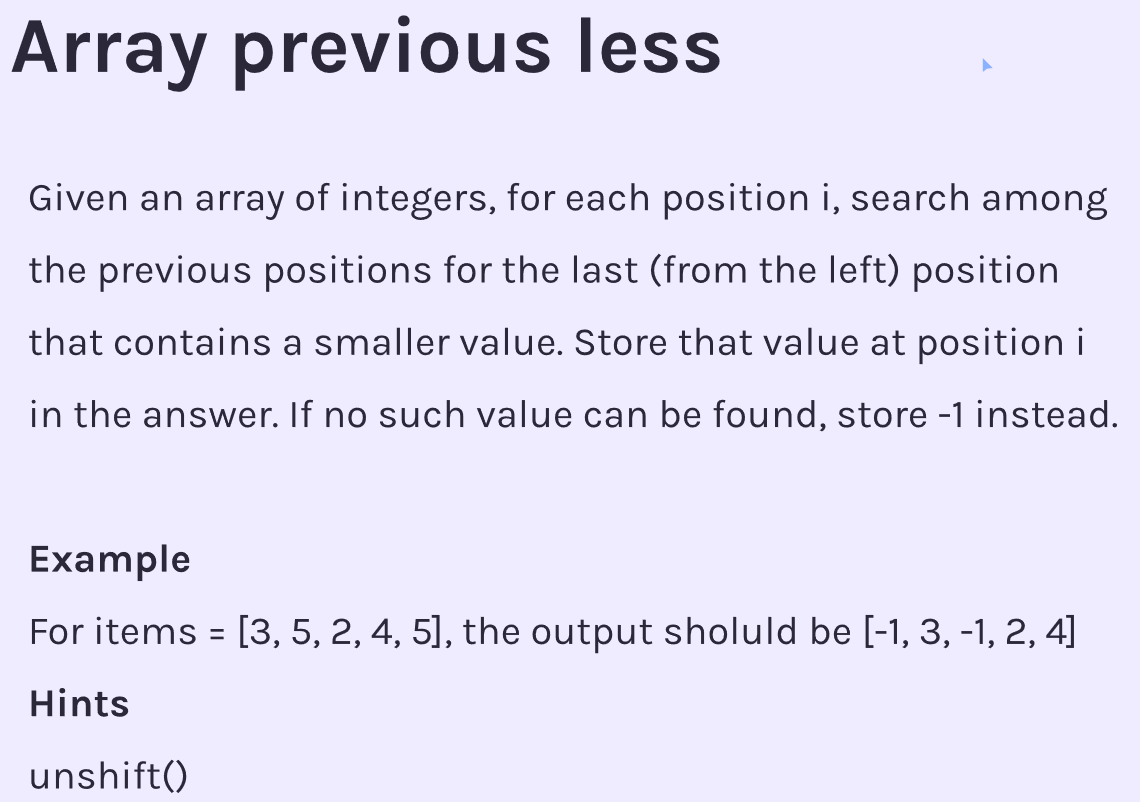 Array previous less
Given an array of integers, for each position i, search among
the previous positions for the last (from the left) position
that contains a smaller value. Store that value at position i
in the answer. If no such value can be found, store -1 instead.
Example
For items = [3, 5, 2, 4, 5], the output sholuld be [-1, 3, -1, 2, 4]
Hints
unshift()